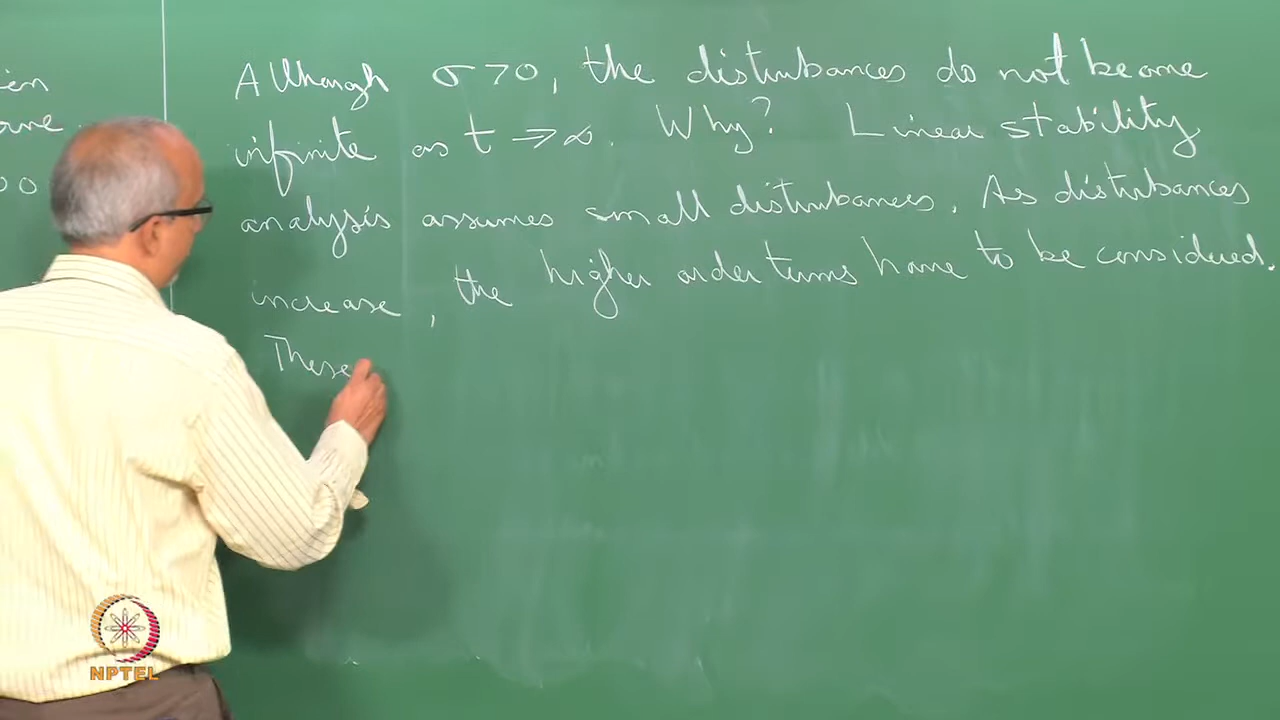 Although σ > 0, the disturbances do not become
infinite as t → ∞. Why? Linear stability
analysis assumes small disturbances. As disturbances
increase, the higher order terms have to be considered.
These
NPTEL